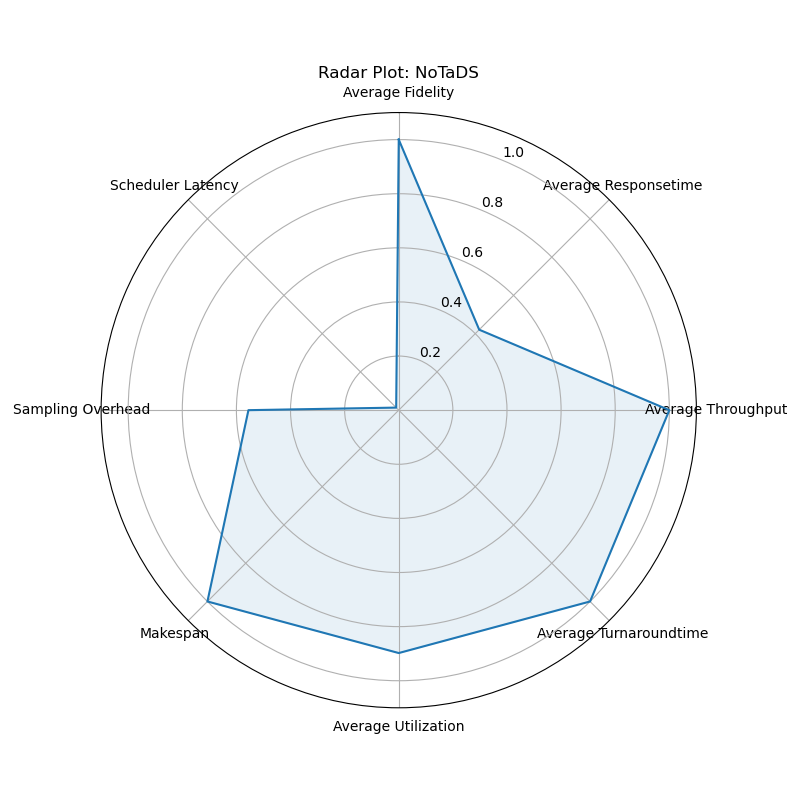 Radar Plot: NoTaDS
Average Fidelity
1.0
Scheduler Latency
Average Responsetime
0.8
0.6
0.4
0.2
Sampling Overhead
Average Throughput
Makespan
Average Turnaroundtime
Average Utilization